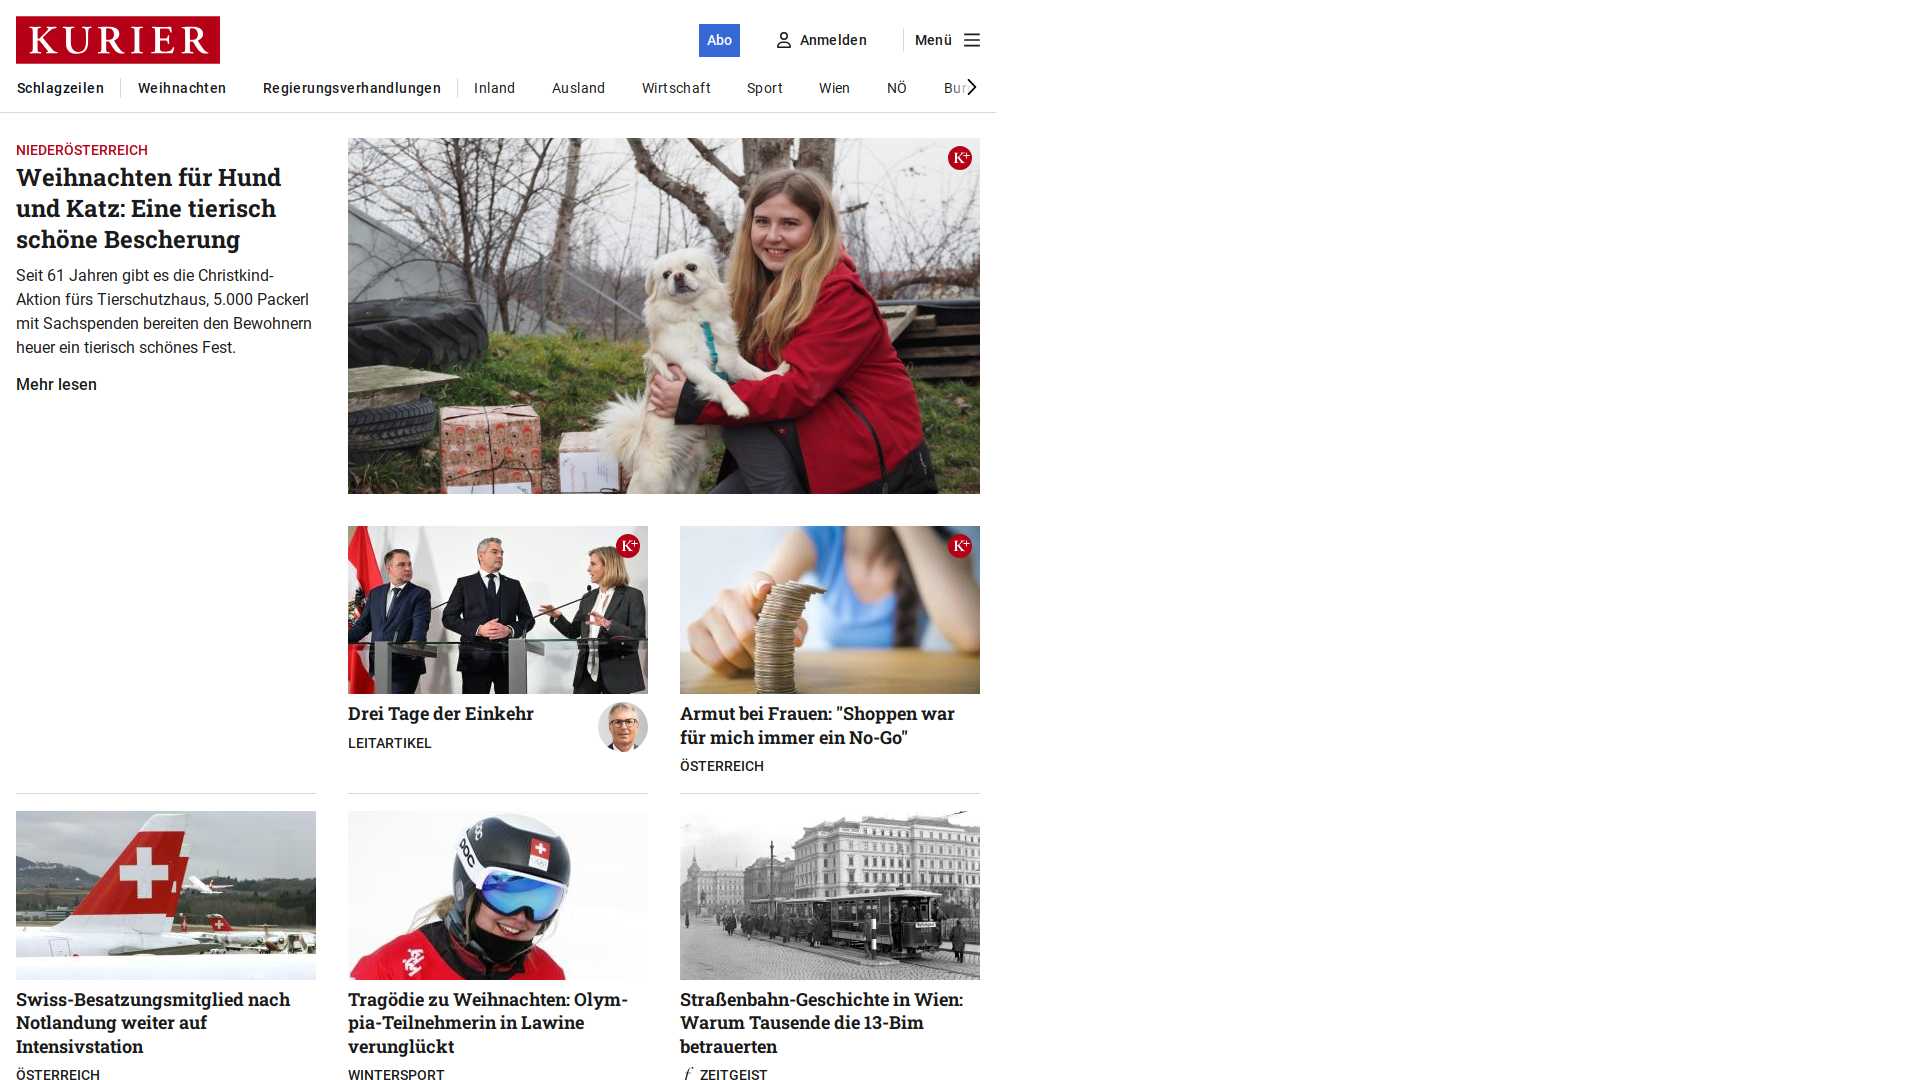 KURIER
Abo
Anmelden
Menü
Schlagzeilen
Weihnachten
Regierungsverhandlungen
Inland
Ausland
Wirtschaft
Sport
Wien
NÖ
Bur
NIEDERÖSTERREICH
Weihnachten für Hund
und Katz: Eine tierisch
schöne Bescherung
Seit 61 Jahren gibt es die Christkind-
Aktion fürs Tierschutzhaus, 5.000 Packerl
mit Sachspenden bereiten den Bewohnern
heuer ein tierisch schönes Fest.
Mehr lesen
K+
K+
K+
Drei Tage der Einkehr
LEITARTIKEL
Armut bei Frauen: "Shoppen war
für mich immer ein No-Go"
ÖSTERREICH
POC
Swiss-Besatzungsmitglied nach
Notlandung weiter auf
Intensivstation
ÖSTERREICH
Tragödie zu Weihnachten: Olym-
pia-Teilnehmerin in Lawine
verunglückt
WINTERSPORT
Straßenbahn-Geschichte in Wien:
Warum Tausende die 13-Bim
betrauerten
f ZEITGEIST